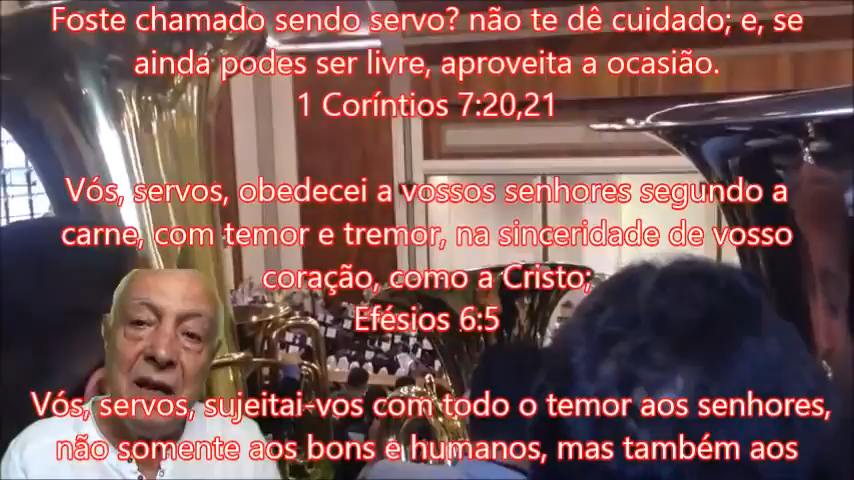 Foste chamado sendo servo? não te dê cuidado; e, se
ainda podes ser livre, aproveita a ocasião.
1 Coríntios 7:20,21
Vós, servos, obedecei a vossos senhores segundo a
carne, com temor e tremor, na sinceridade de vosso
coração, como a Cristo;
Efésios 6:5
Vós, servos, sujeitai-vos com todo o temor aos senhores,
não somente aos bons e humanos, mas também aos